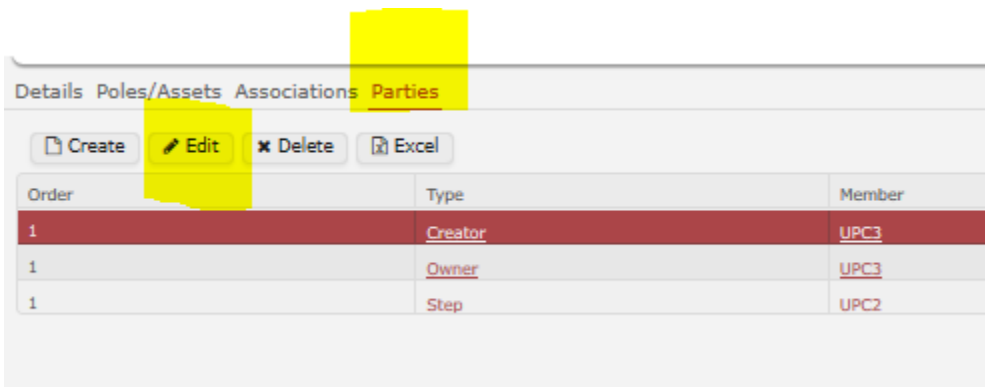 Details Poles/Assets Associations Parties
Create Edit Delete Excel
Order Type Member
1 Creator UPC3
1 Owner UPC3
1 Step UPC2